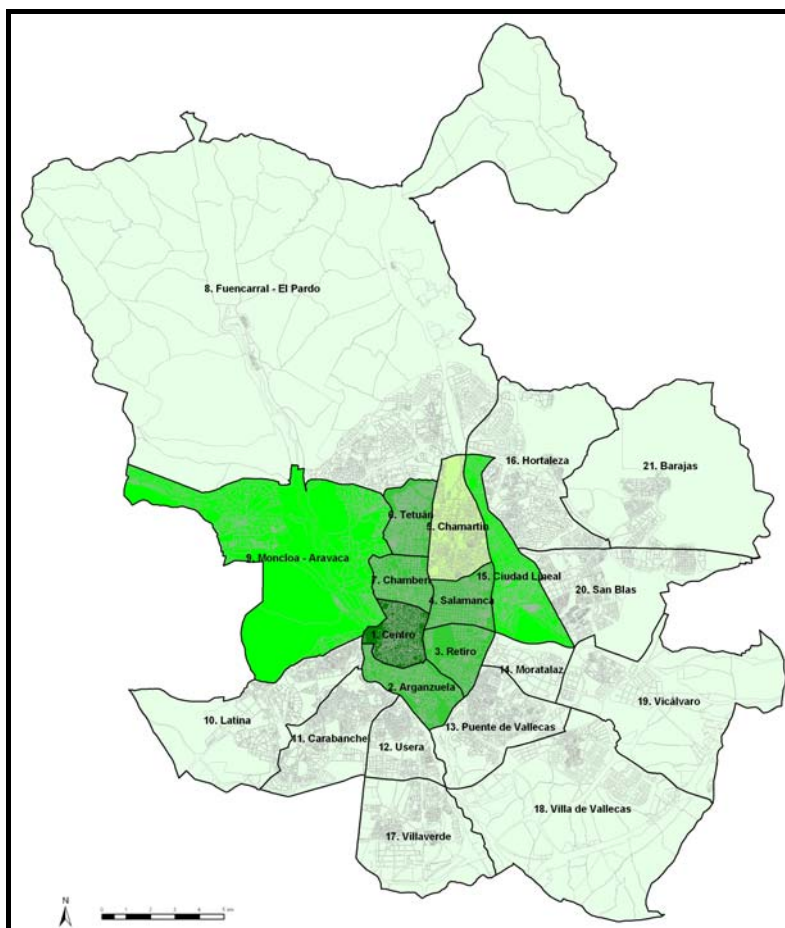 8. Fuencarral - El Pardo
16. Hortaleza
21. Barajas
6. Tetuán
5. Chamartín
9. Moncloa - Aravaca
7. Chamberí
15. Ciudad Lineal
20. San Blas
4. Salamanca
1. Centro
3. Retiro
14. Moratalaz
2. Arganzuela
19. Vicálvaro
10. Latina
13. Puente de Vallecas
11. Carabanche
12. Usera
18. Villa de Vallecas
17. Villaverde
N